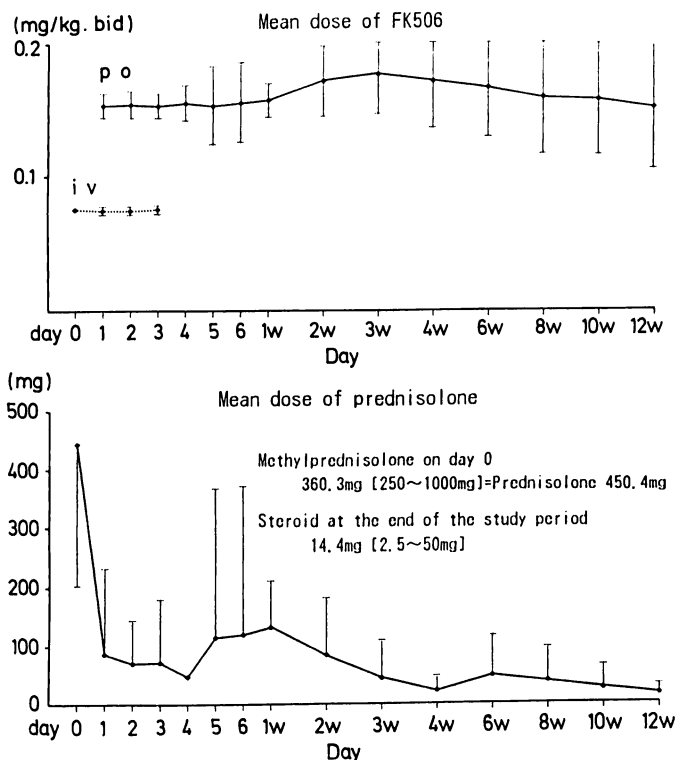 (mg/kg. bid)
Mean dose of FK506
0.2
p o
0.1
i v
day 0 1 2 3 4 5 6 1w 2w 3w 4w 6w 8w 10w 12w
Day
(mg)
Mean dose of prednisolone
500
Methylprednisolone on day 0
400
360.3mg [250~1000mg]=Prednisolone 450.4mg
Steroid at the end of the study period
300
14.4mg [2.5~50mg]
200
100
0
day 0 1 2 3 4 5 6 1w 2w 3w 4w 6w 8w 10w 12w
Day